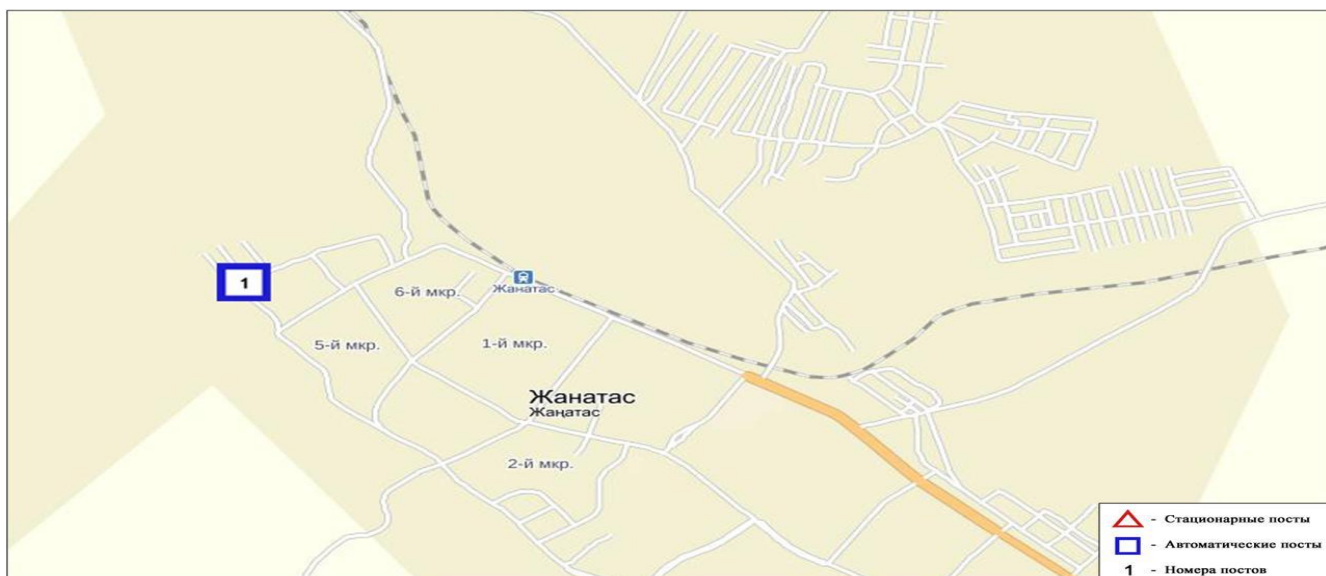 1
Жанатас
6-й мкр.
5-й мкр.
1-й мкр.
Жанатас
Жаңатас
2-й мкр.
- Стационарные посты
- Автоматические посты
1 - Номера постов